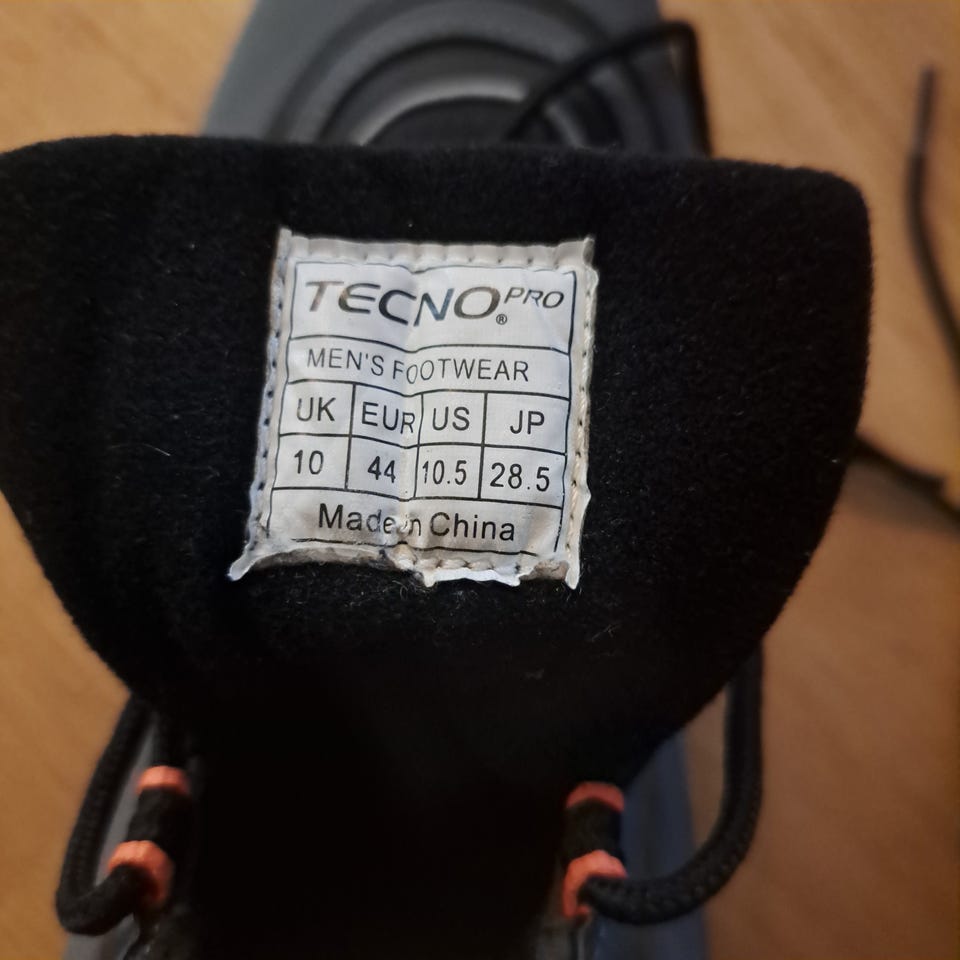 TECNO PRO ®
MEN'S FOOTWEAR
UK EUR US JP
10 44 10.5 28.5
Made in China